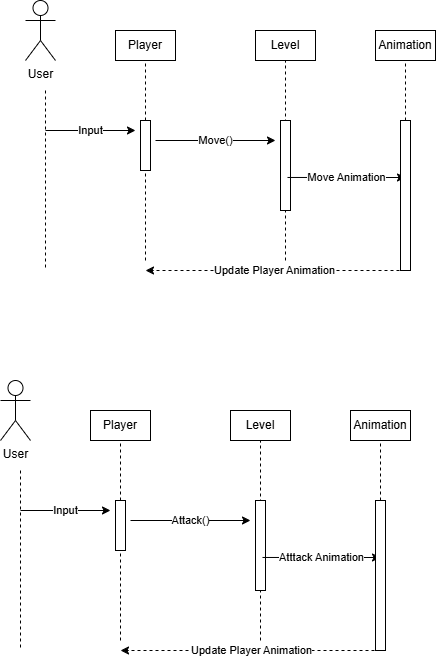 Player
Level
Animation
User
Input
Move()
Move Animation
Update Player Animation
Player
Level
Animation
User
Input
Attack()
Atttack Animation
Update Player Animation